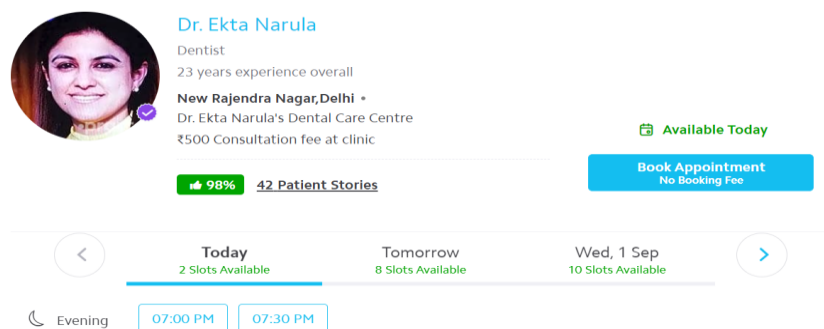 Dr. Ekta Narula
Dentist
23 years experience overall
New Rajendra Nagar,Delhi •
Dr. Ekta Narula's Dental Care Centre
₹500 Consultation fee at clinic
98% 42 Patient Stories
Available Today
Book Appointment
No Booking Fee
< Today Tomorrow Wed, 1 Sep >
2 Slots Available 8 Slots Available 10 Slots Available
Evening 07:00 PM 07:30 PM